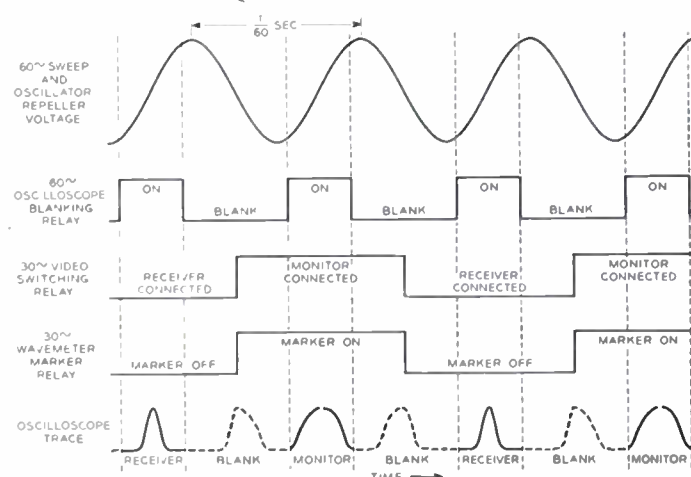 1
60 SEC
60~ SWEEP
AND
OSCILLATOR
REPELLER
VOLTAGE
60~
OSCILLOSCOPE
BLANKING
RELAY
ON
BLANK
ON
BLANK
ON
BLANK
ON
30~ VIDEO
SWITCHING
RELAY
RECEIVER
CONNECTED
MONITOR
CONNECTED
RECEIVER
CONNECTED
MONITOR
CONNECTED
30~
WAVEMETER
MARKER
RELAY
MARKER OFF
MARKER ON
MARKER OFF
MARKER ON
OSCILLOSCOPE
TRACE
RECEIVER
BLANK
MONITOR
BLANK
RECEIVER
BLANK
MONITOR
TIME